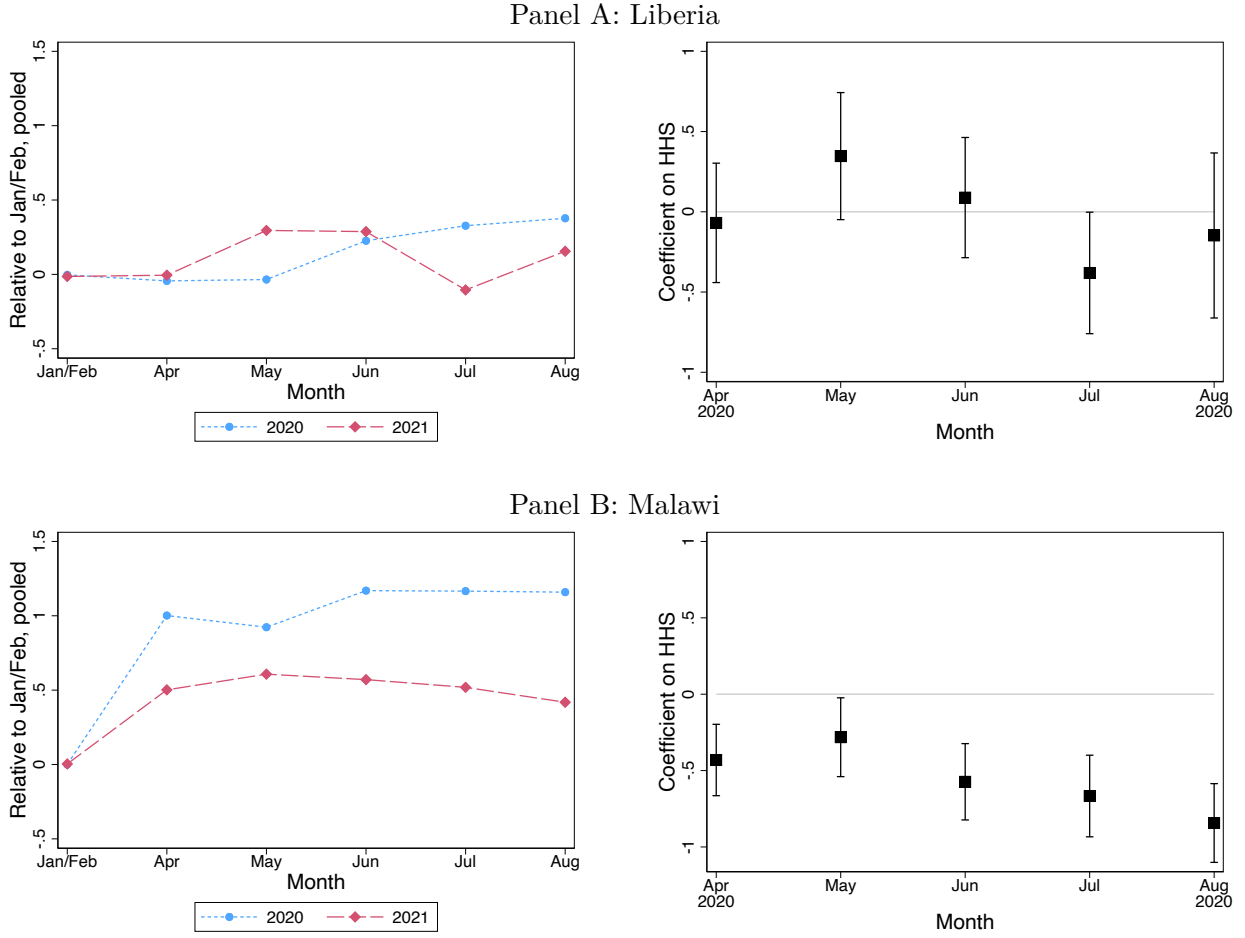 Panel A: Liberia
Relative to Jan/Feb, pooled
1.5
1
.5
0
-.5
Jan/Feb Apr May Jun Jul Aug
Month
2020 2021
Coefficient on HHS
1
.5
0
-.5
-1
Apr May Jun Jul Aug
2020 2020
Month
Panel B: Malawi
Relative to Jan/Feb, pooled
1.5
1
.5
0
-.5
Jan/Feb Apr May Jun Jul Aug
Month
2020 2021
Coefficient on HHS
1
.5
0
-.5
-1
Apr May Jun Jul Aug
2020 2020
Month